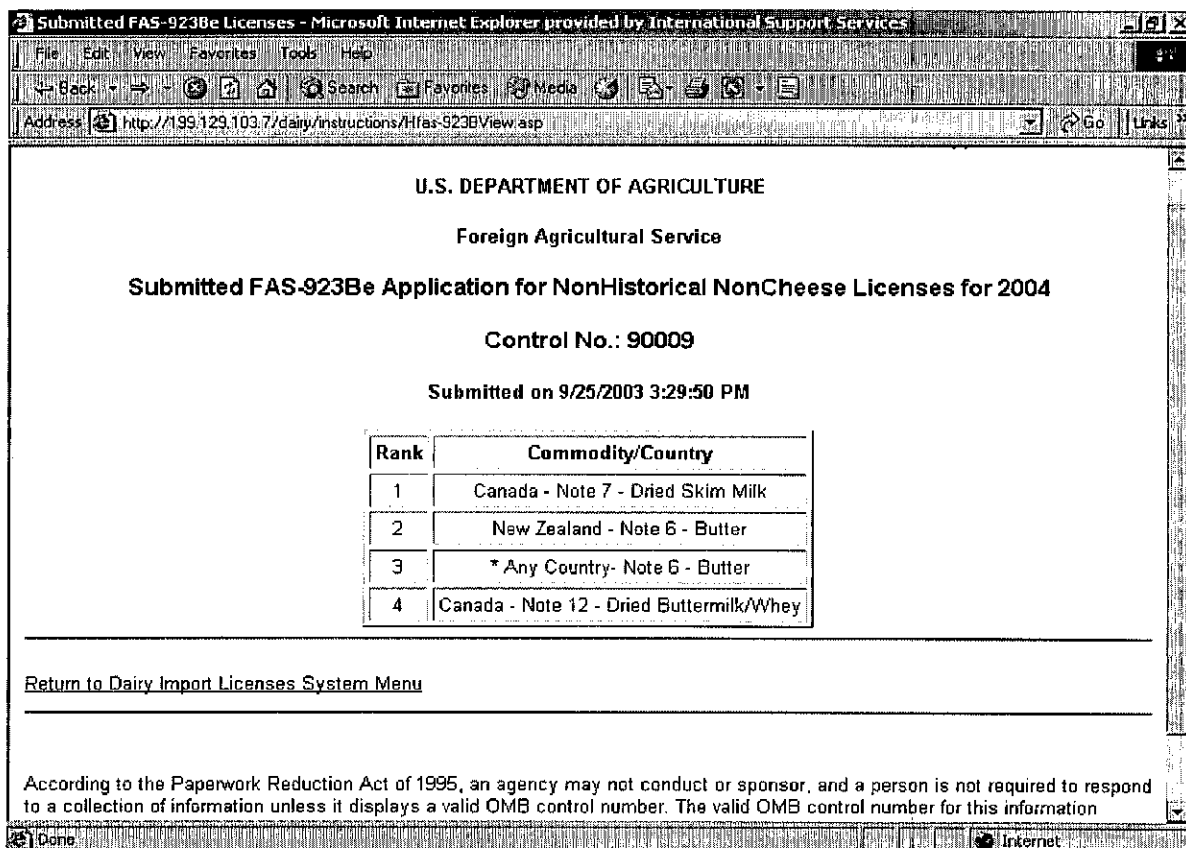 Submitted FAS-923Be Licenses - Microsoft Internet Explorer provided by International Support Services
File Edit View Favorites Tools Help
Back Search Favorites Media
Address http://199.129.103.7/dairy/instructions/Hfas-923BView.asp Go Links »
U.S. DEPARTMENT OF AGRICULTURE
Foreign Agricultural Service
Submitted FAS-923Be Application for NonHistorical NonCheese Licenses for 2004
Control No.: 90009
Submitted on 9/25/2003 3:29:50 PM
Rank Commodity/Country
1 Canada - Note 7 - Dried Skim Milk
2 New Zealand - Note 6 - Butter
3 * Any Country- Note 6 - Butter
4 Canada - Note 12 - Dried Buttermilk/Whey
Return to Dairy Import Licenses System Menu
According to the Paperwork Reduction Act of 1995, an agency may not conduct or sponsor, and a person is not required to respond
to a collection of information unless it displays a valid OMB control number. The valid OMB control number for this information
Done Internet